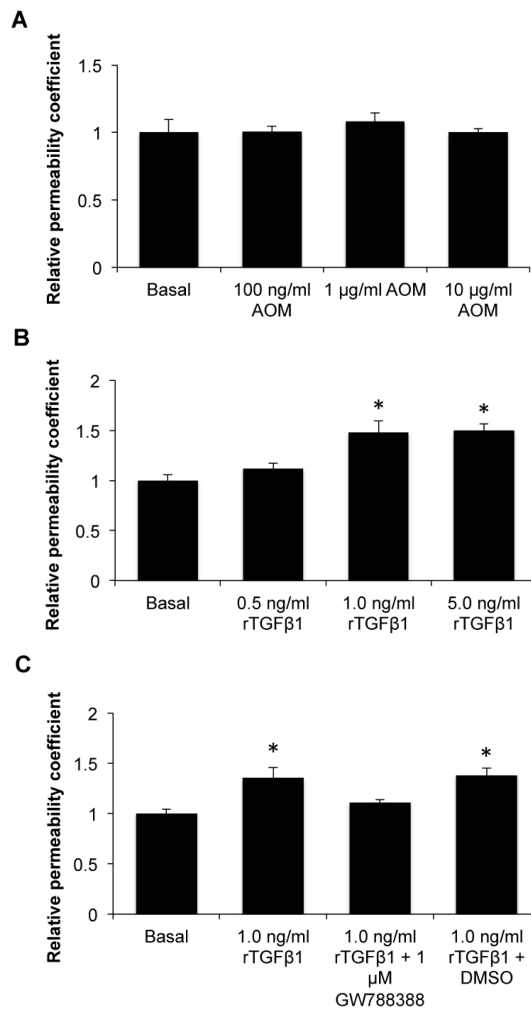 A
Relative permeability coefficient
1.5
1
0.5
0
Basal
100 ng/ml
AOM
1 µg/ml AOM
10 µg/ml
AOM
B
Relative permeability coefficient
2
1.5
1
0.5
0
*
*
Basal
0.5 ng/ml
rTGFβ1
1.0 ng/ml
rTGFβ1
5.0 ng/ml
rTGFβ1
C
Relative permeability coefficient
2
1.5
1
0.5
0
*
*
Basal
1.0 ng/ml
rTGFβ1
1.0 ng/ml
rTGFβ1 + 1
µM
GW788388
1.0 ng/ml
rTGFβ1 +
DMSO